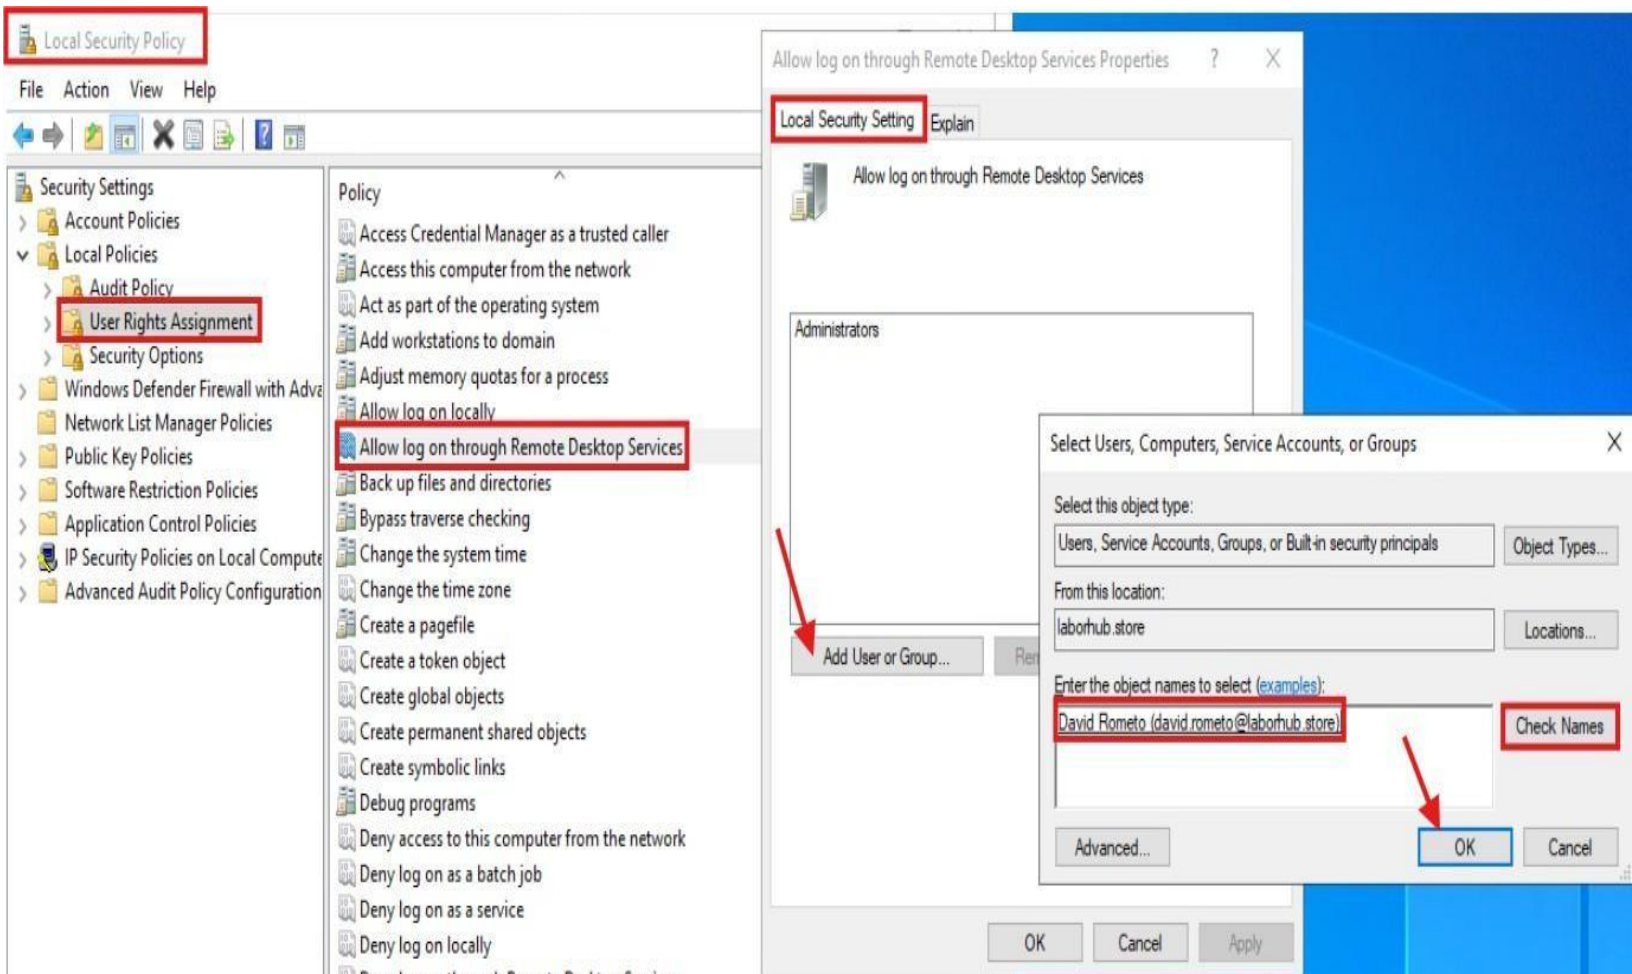 Local Security Policy
File Action View Help
Security Settings
Account Policies
Local Policies
Audit Policy
User Rights Assignment
Security Options
Windows Defender Firewall with Adva
Network List Manager Policies
Public Key Policies
Software Restriction Policies
Application Control Policies
IP Security Policies on Local Compute
Advanced Audit Policy Configuration
Policy
Access Credential Manager as a trusted caller
Access this computer from the network
Act as part of the operating system
Add workstations to domain
Adjust memory quotas for a process
Allow log on locally
Allow log on through Remote Desktop Services
Back up files and directories
Bypass traverse checking
Change the system time
Change the time zone
Create a pagefile
Create a token object
Create global objects
Create permanent shared objects
Create symbolic links
Debug programs
Deny access to this computer from the network
Deny log on as a batch job
Deny log on as a service
Deny log on locally
Allow log on through Remote Desktop Services Properties ? X
Local Security Setting Explain
Allow log on through Remote Desktop Services
Administrators
Add User or Group... Rem
OK Cancel Apply
Select Users, Computers, Service Accounts, or Groups X
Select this object type:
Users, Service Accounts, Groups, or Built-in security principals Object Types...
From this location:
laborhub.store Locations...
Enter the object names to select (examples):
David Rometo (david.rometo@laborhub.store) Check Names
Advanced... OK Cancel